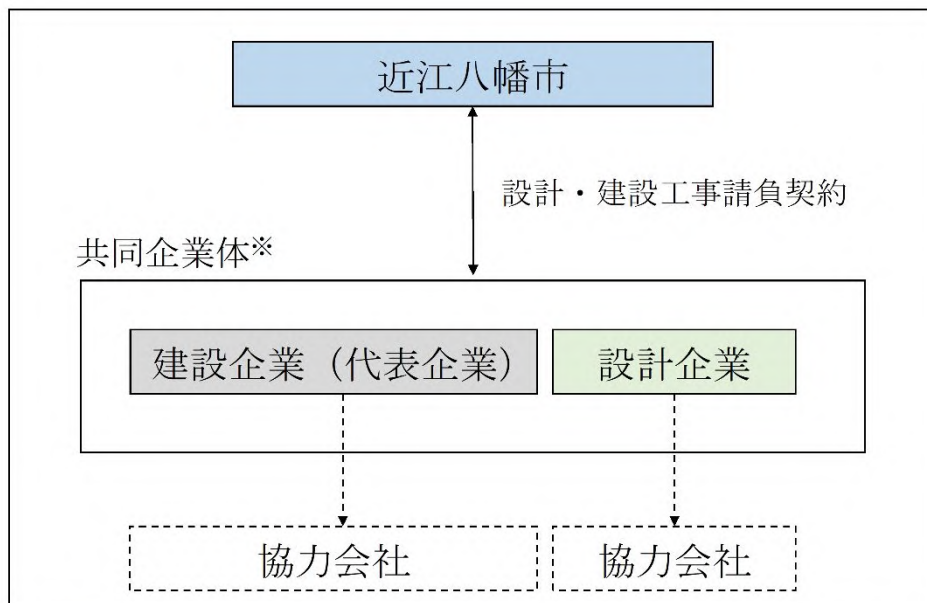 近江八幡市
設計・建設工事請負契約
共同企業体※
建設企業（代表企業）
設計企業
協力会社
協力会社